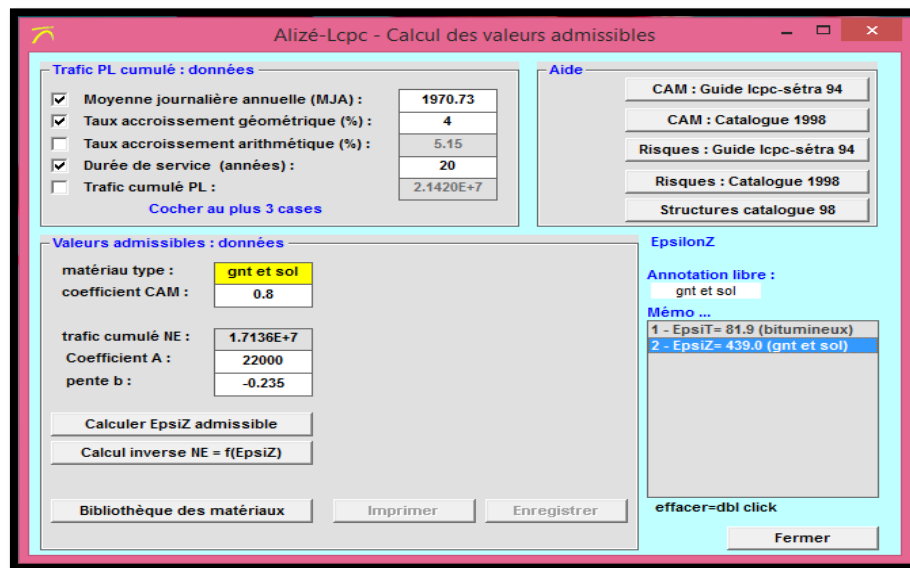 Alizé-Lcpc - Calcul des valeurs admissibles
Trafic PL cumulé : données
Moyenne journalière annuelle (MJA) : 1970.73
Taux accroissement géométrique (%) : 4
Taux accroissement arithmétique (%) : 5.15
Durée de service (années) : 20
Trafic cumulé PL : 2.1420E+7
Cocher au plus 3 cases
Aide
CAM : Guide lcpc-sétra 94
CAM : Catalogue 1998
Risques : Guide lcpc-sétra 94
Risques : Catalogue 1998
Structures catalogue 98
Valeurs admissibles : données
matériau type : gnt et sol
coefficient CAM : 0.8
trafic cumulé NE : 1.7136E+7
Coefficient A : 22000
pente b : -0.235
Calculer EpsiZ admissible
Calcul inverse NE = f(EpsiZ)
Bibliothèque des matériaux
Imprimer
Enregistrer
EpsilonZ
Annotation libre :
gnt et sol
Mémo ...
1 - EpsiT= 81.9 (bitumineux)
2 - EpsiZ= 439.0 (gnt et sol)
effacer=dbl click
Fermer